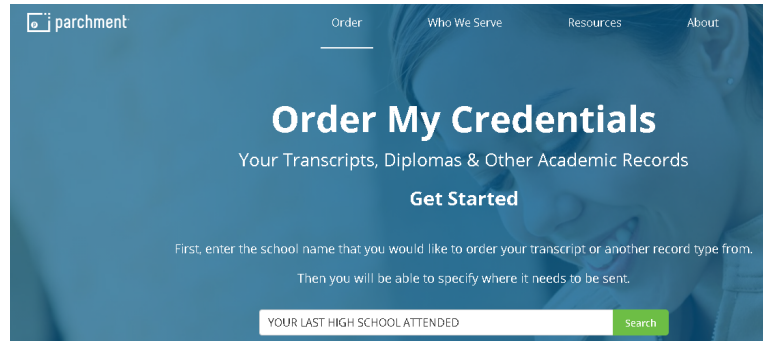 parchment
Order Who We Serve Resources About
Order My Credentials
Your Transcripts, Diplomas & Other Academic Records
Get Started
First, enter the school name that you would like to order your transcript or another record type from.
Then you will be able to specify where it needs to be sent.
YOUR LAST HIGH SCHOOL ATTENDED Search